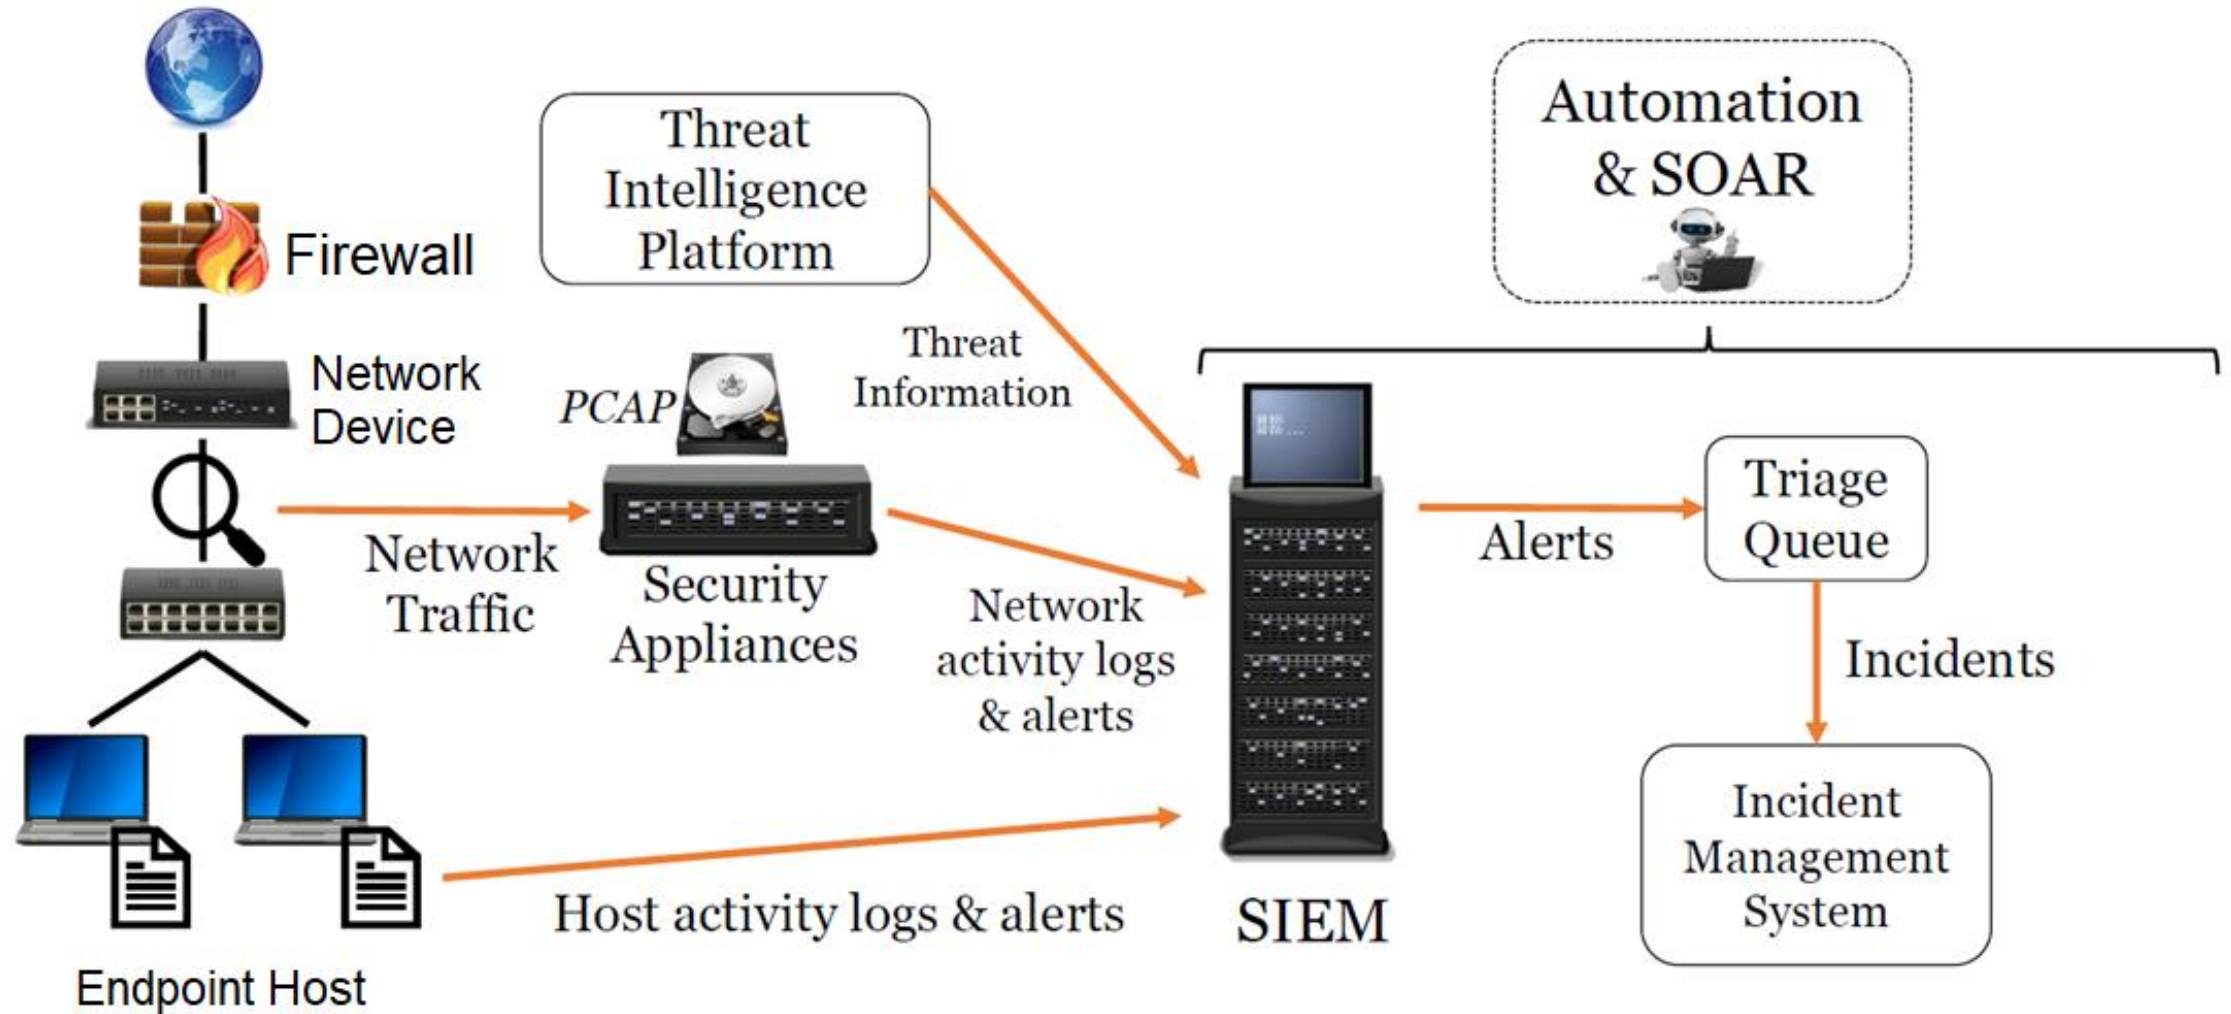 Firewall
Network
Device
Threat
Intelligence
Platform
Automation
& SOAR
Threat
Information
PCAP
Network
Traffic
Security
Appliances
Network
activity logs
& alerts
Alerts
Triage
Queue
Incidents
Incident
Management
System
Host activity logs & alerts
SIEM
Endpoint Host